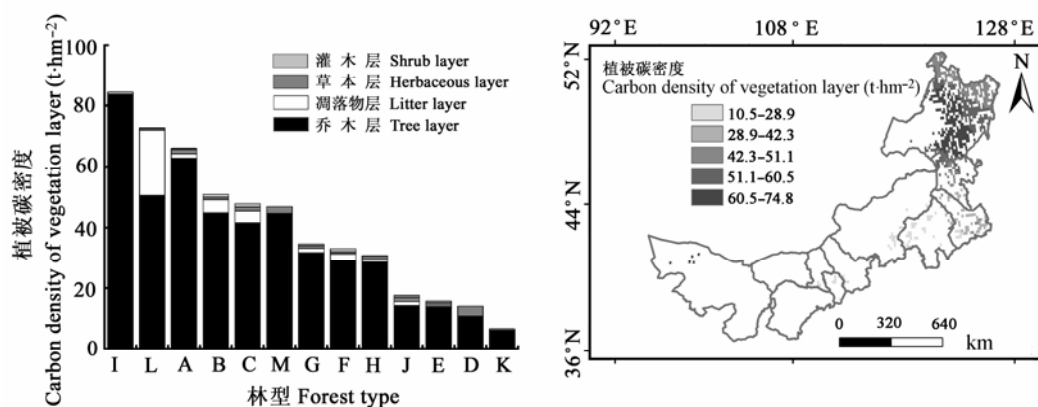 植被碳密度
Carbon density of vegetation layer (t·hm⁻²)
100
80
60
40
20
0
灌木层 Shrub layer
草本层 Herbaceous layer
凋落物层 Litter layer
乔木层 Tree layer
I L A B C M G F H J E D K
林型 Forest type
92°E 108°E 128°E
52°N
44°N
36°N
植被碳密度
Carbon density of vegetation layer (t·hm⁻²)
10.5–28.9
28.9–42.3
42.3–51.1
51.1–60.5
60.5–74.8
N
0 320 640
km